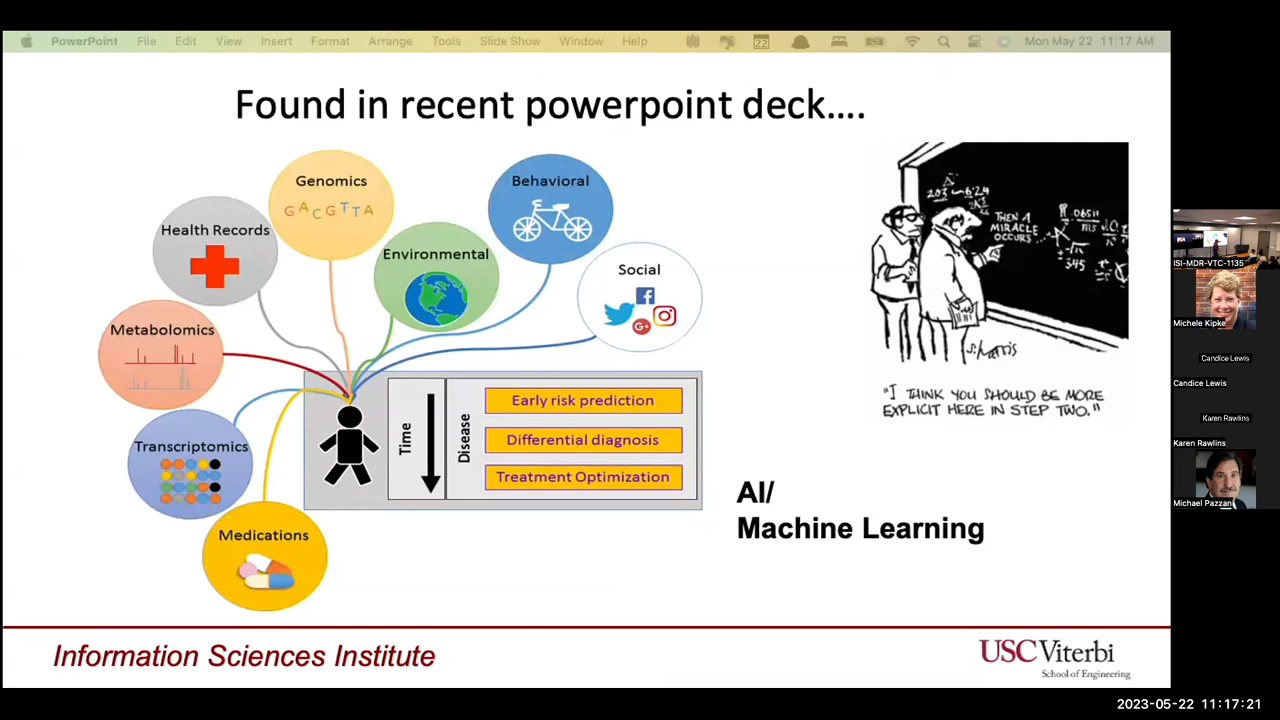 PowerPoint File Edit View Insert Format Arrange Tools Slide Show Window Help 22 Mon May 22 11:17 AM
Found in recent powerpoint deck....
Genomics
G A C G T T A
Behavioral
Health Records
Environmental
Social
Metabolomics
Transcriptomics
Medications
Time
Disease
Early risk prediction
Differential diagnosis
Treatment Optimization
THEN A
MIRACLE
OCCURS...
S. Harris
"I THINK YOU SHOULD BE MORE
EXPLICIT HERE IN STEP TWO."
AI/
Machine Learning
Information Sciences Institute
USC Viterbi
School of Engineering
ISI-MDR-VTC-1135
Michele Kipke
Candice Lewis
Candice Lewis
Karen Rawlins
Karen Rawlins
Michael Pazzani
2023-05-22 11:17:21